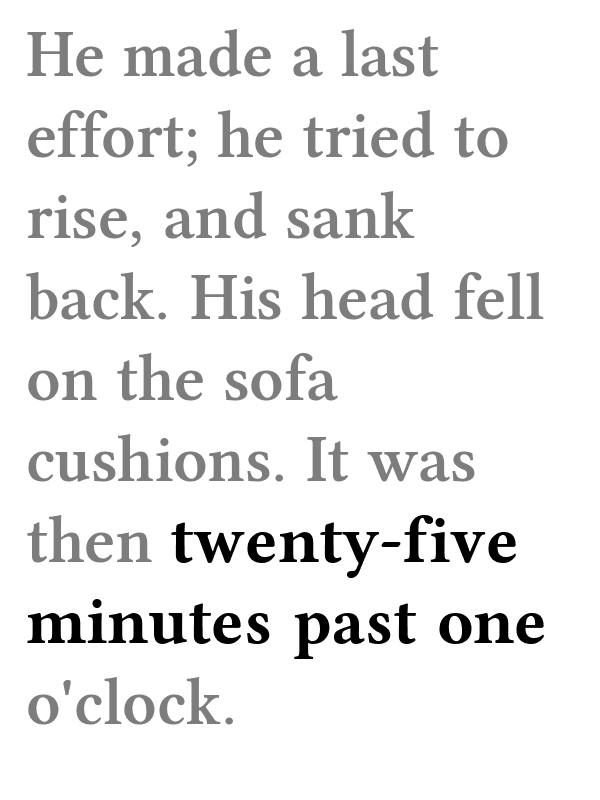 He made a last
effort; he tried to
rise, and sank
back. His head fell
on the sofa
cushions. It was
then twenty-five
minutes past one
o'clock.